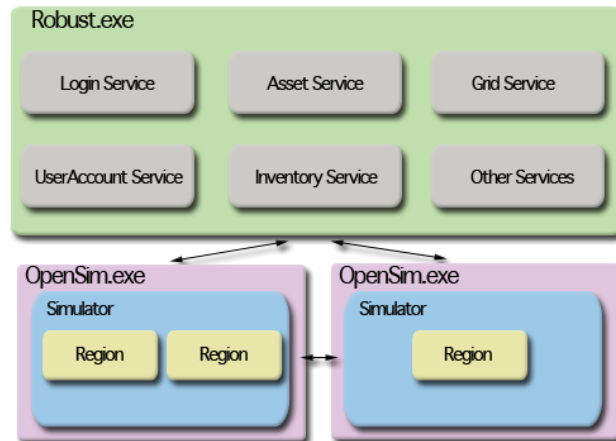 Robust.exe
Login Service
Asset Service
Grid Service
UserAccount Service
Inventory Service
Other Services
OpenSim.exe
Simulator
Region
Region
OpenSim.exe
Simulator
Region